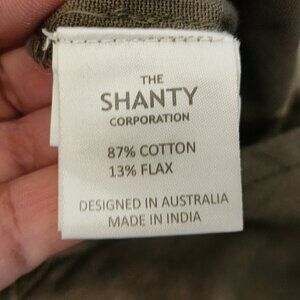 THE
SHANTY
CORPORATION
87% COTTON
13% FLAX
DESIGNED IN AUSTRALIA
MADE IN INDIA